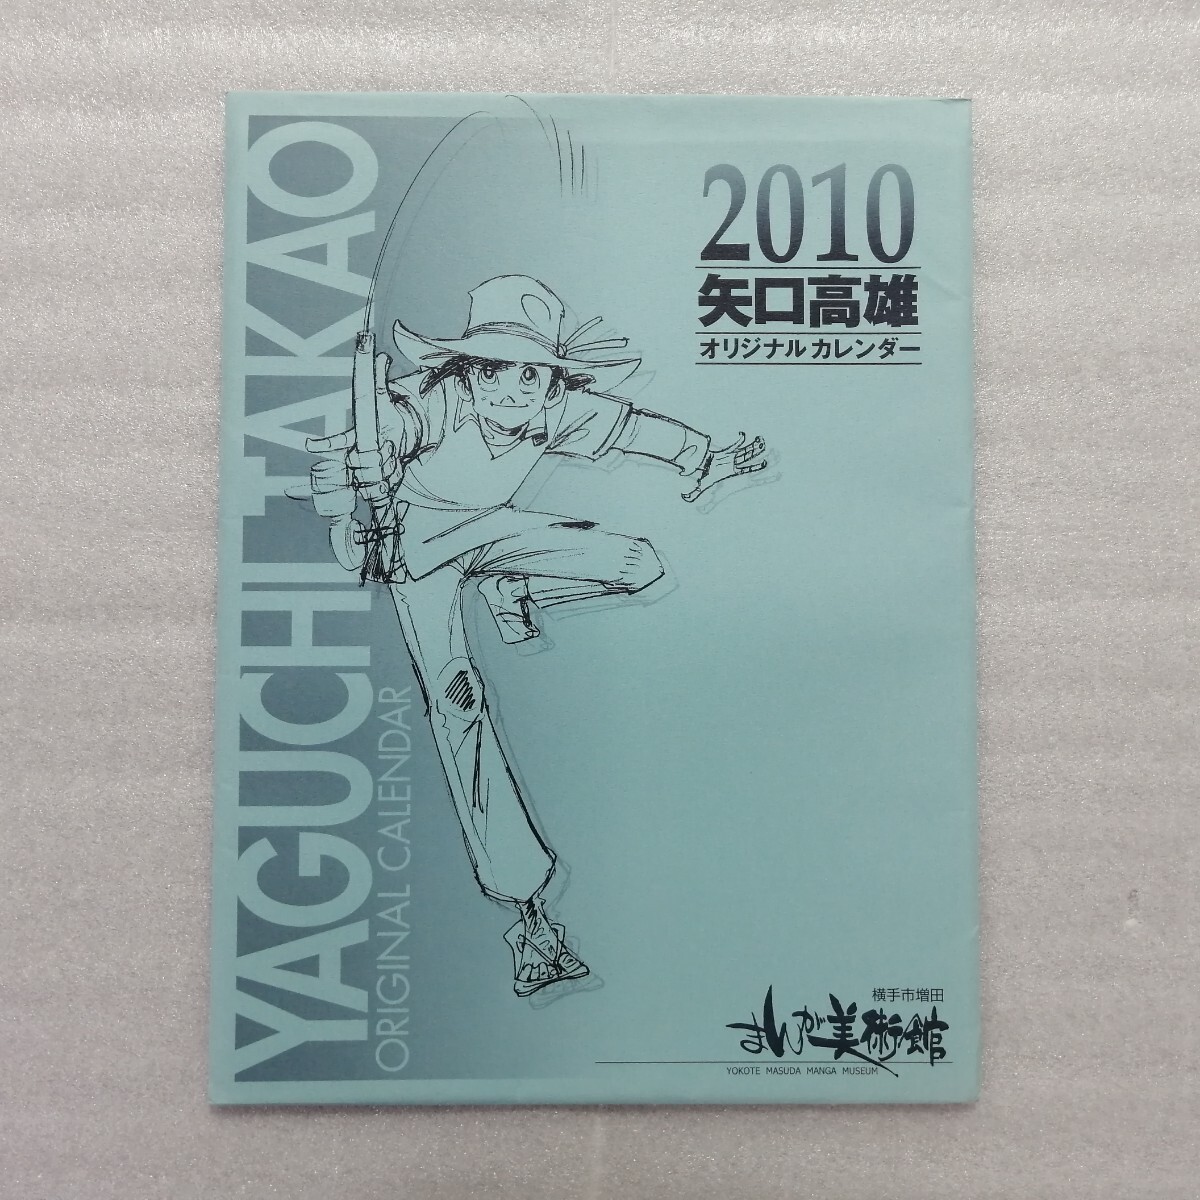 YAGUCHI TAKAO
ORIGINAL CALENDAR
2010
矢口高雄
オリジナルカレンダー
横手市増田
まんが美術館
YOKOTE MASUDA MANGA MUSEUM